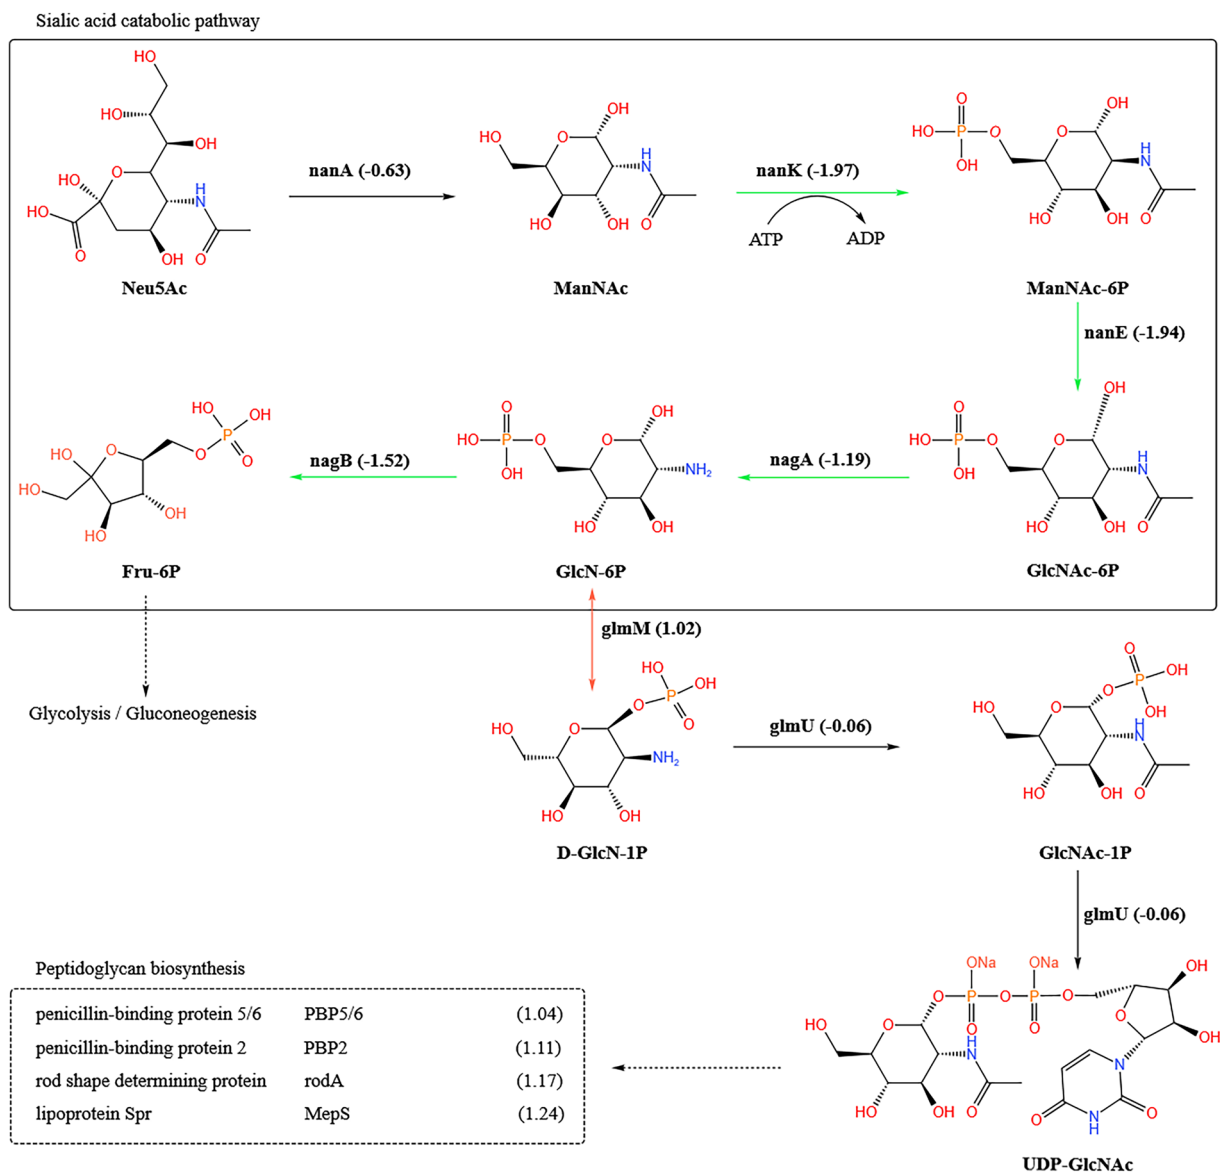 Sialic acid catabolic pathway
HO
HO
OH
HO
O
H
N
HO
O
OH
O
Neu5Ac
nanA (-0.63)
OH
HO
O
H
N
HO
OH
O
ManNAc
nanK (-1.97)
ATP
ADP
O
OH
HO
P
O
O
OH
H
N
HO
OH
O
ManNAc-6P
nanE (-1.94)
HO
OH
P
O
HO
O
O
HO
OH
HO
Fru-6P
nagB (-1.52)
O
OH
HO
P
O
O
OH
NH2
HO
OH
GlcN-6P
nagA (-1.19)
OH
O
HO
P
O
O
OH
H
N
HO
OH
O
GlcNAc-6P
glmM (1.02)
Glycolysis / Gluconeogenesis
HO
OH
P
O
O
HO
O
NH2
HO
OH
D-GlcN-1P
glmU (-0.06)
O
OH
P
O
HO
O
OH
H
N
HO
OH
O
GlcNAc-1P
glmU (-0.06)
Peptidoglycan biosynthesis
penicillin-binding protein 5/6 PBP5/6 (1.04)
penicillin-binding protein 2 PBP2 (1.11)
rod shape determining protein rodA (1.17)
lipoprotein Spr MepS (1.24)
ONa
ONa
OH
O
P
O
P
O
HO
O
O
O
O
OH
H
N
N
HO
OH
O
O
N
H
O
UDP-GlcNAc